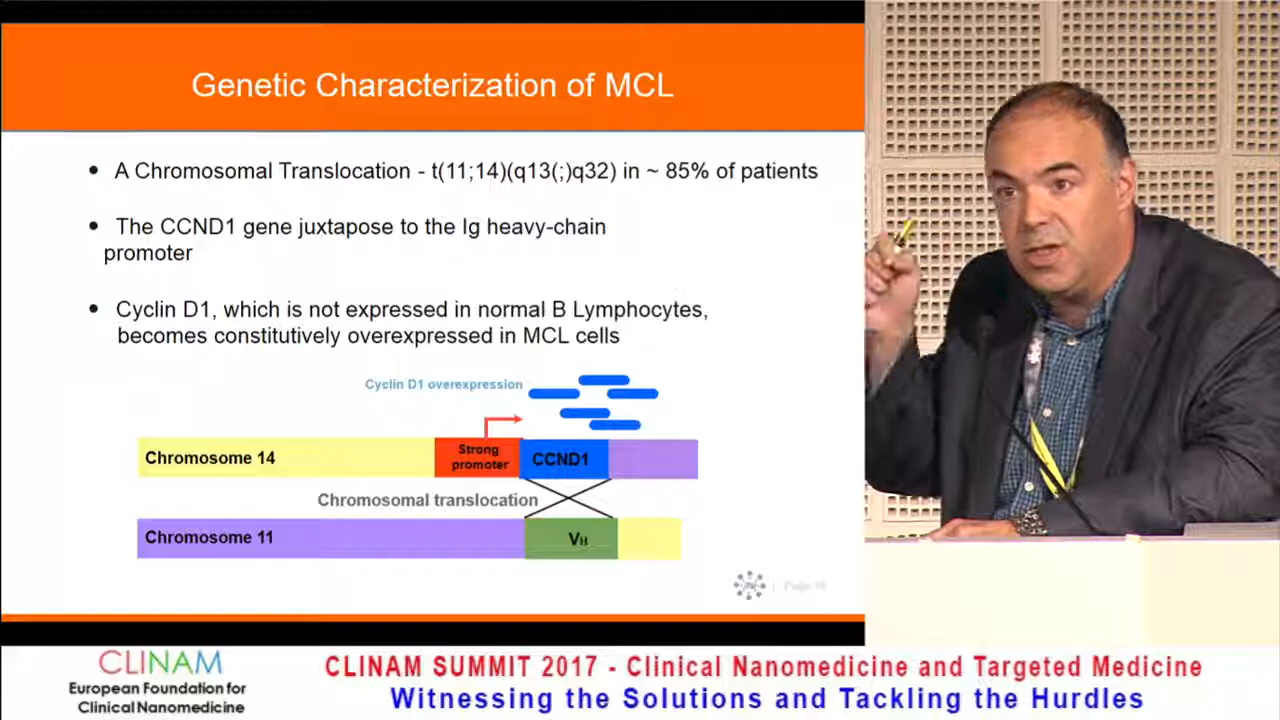 Genetic Characterization of MCL
• A Chromosomal Translocation - t(11;14)(q13(;)q32) in ~ 85% of patients
• The CCND1 gene juxtapose to the Ig heavy-chain
promoter
• Cyclin D1, which is not expressed in normal B Lymphocytes,
becomes constitutively overexpressed in MCL cells
Cyclin D1 overexpression
Chromosome 14
Strong
promoter
CCND1
Chromosomal translocation
Chromosome 11
VH
CLINAM
European Foundation for
Clinical Nanomedicine
CLINAM SUMMIT 2017 - Clinical Nanomedicine and Targeted Medicine
Witnessing the Solutions and Tackling the Hurdles